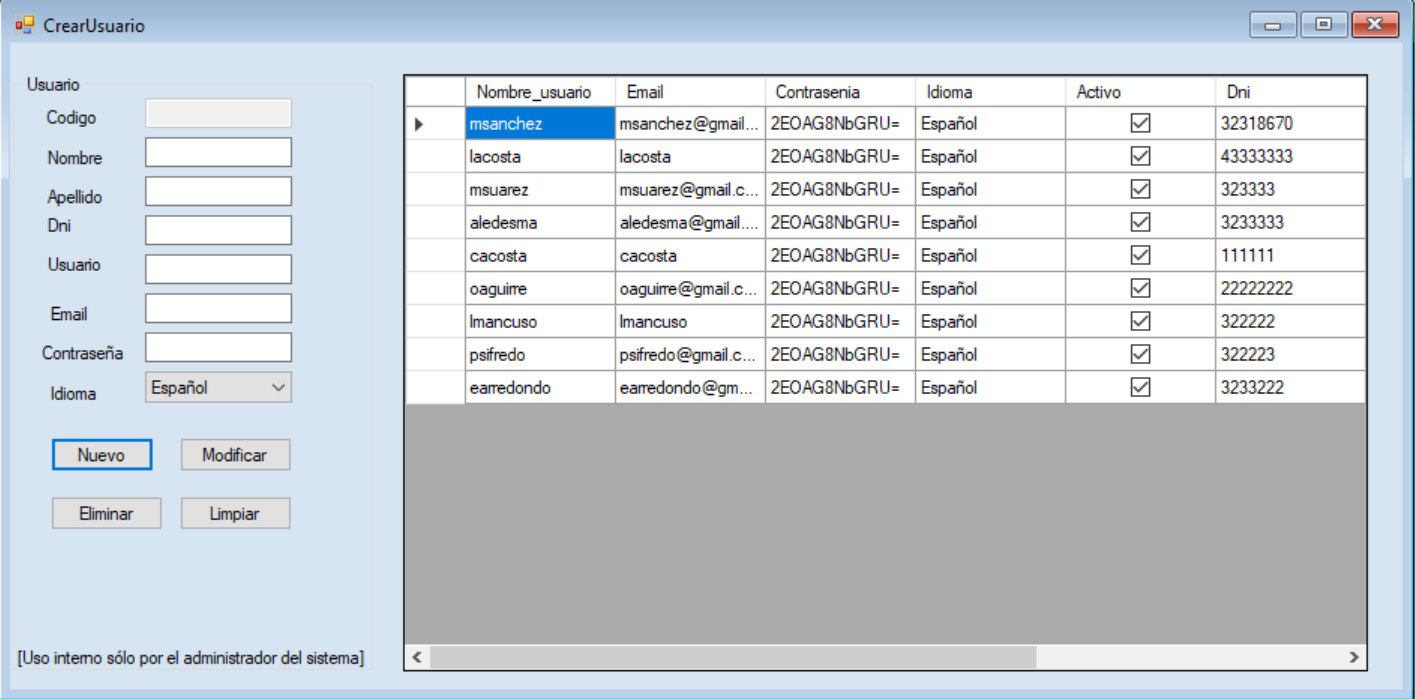 CrearUsuario
Usuario
Codigo
Nombre
Apellido
Dni
Usuario
Email
Contraseña
Idioma Español
Nuevo Modificar
Eliminar Limpiar
[Uso interno sólo por el administrador del sistema]
Nombre_usuario Email Contrasenia Idioma Activo Dni
msanchez msanchez@gmail... 2EOAG8NbGRU= Español 32318670
lacosta lacosta 2EOAG8NbGRU= Español 43333333
msuarez msuarez@gmail.c... 2EOAG8NbGRU= Español 323333
aledesma aledesma@gmail.... 2EOAG8NbGRU= Español 3233333
cacosta cacosta 2EOAG8NbGRU= Español 111111
oaguirre oaguirre@gmail.c... 2EOAG8NbGRU= Español 22222222
lmancuso lmancuso 2EOAG8NbGRU= Español 322222
psifredo psifredo@gmail.c... 2EOAG8NbGRU= Español 322223
earredondo earredondo@gm... 2EOAG8NbGRU= Español 3233222